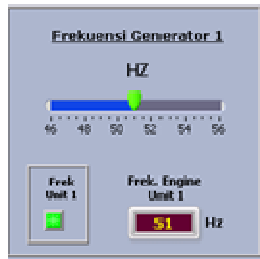 Frekuensi Generator 1
HZ
46 48 50 52 54 56
Frek
Unit 1
Frek. Engine
Unit 1
51 Hz